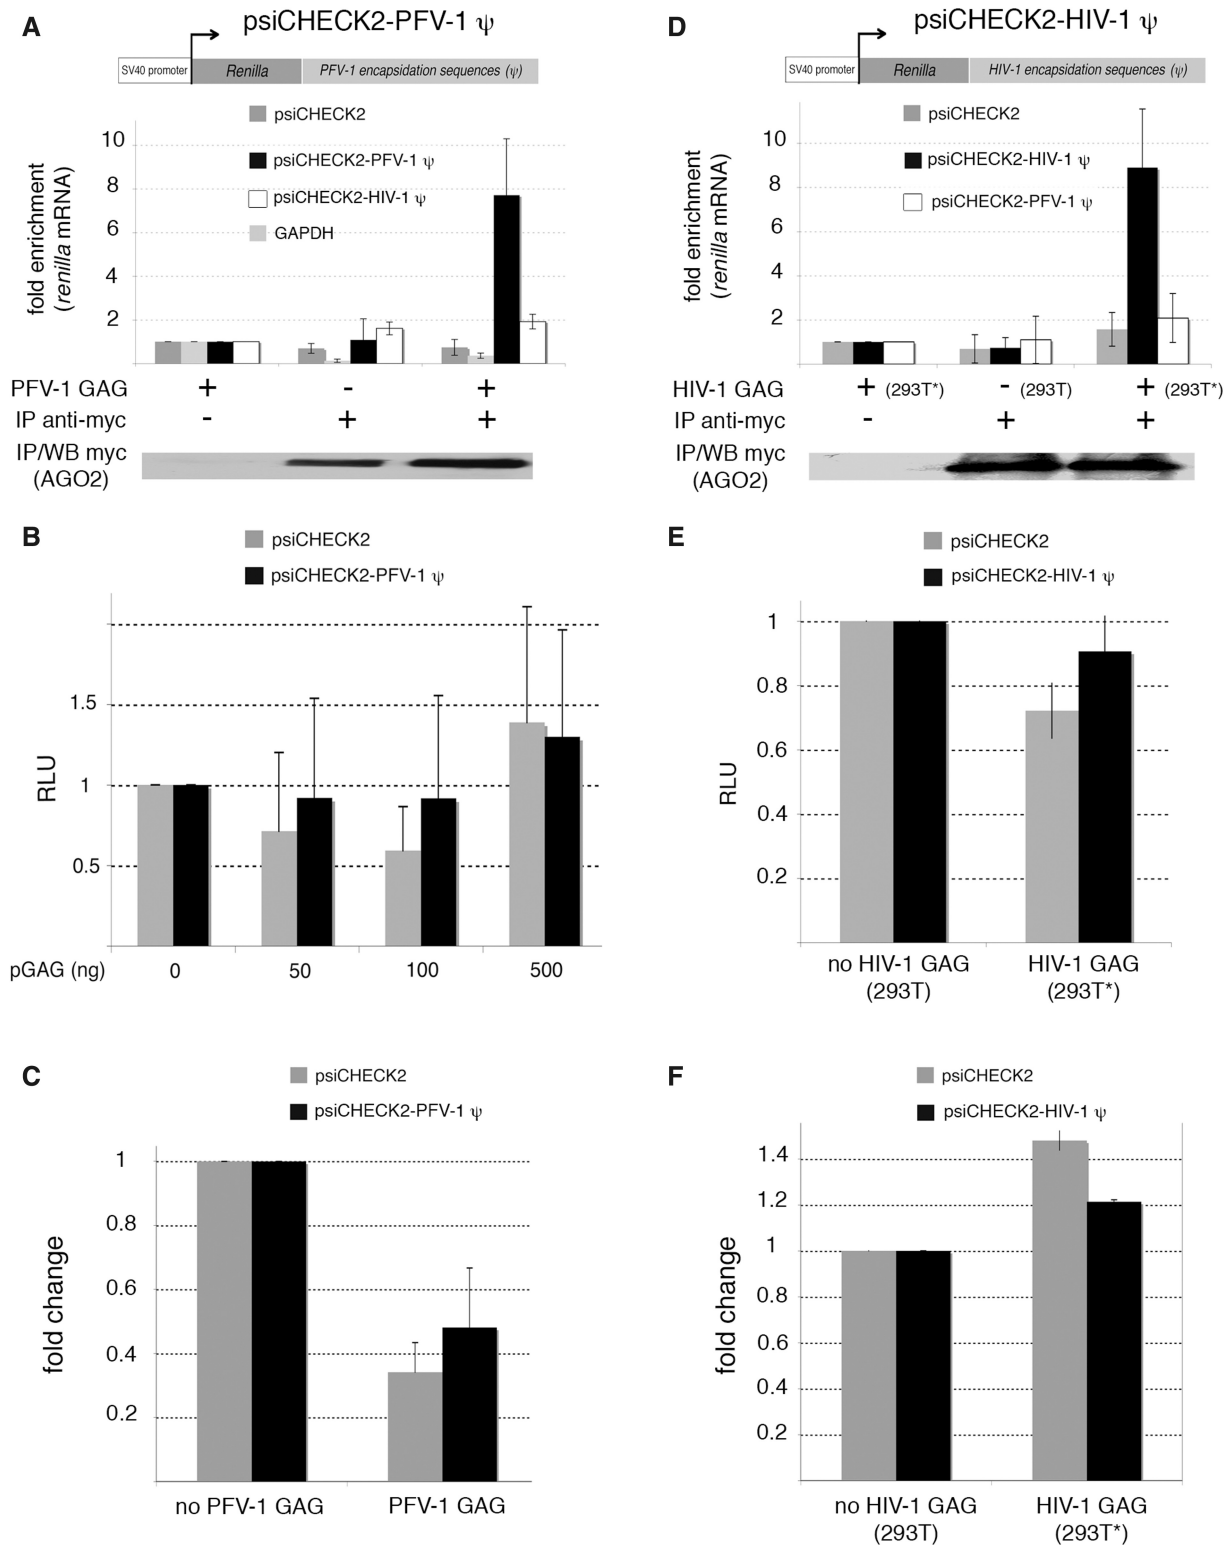 A
psiCHECK2-PFV-1 ψ
SV40 promoter
Renilla
PFV-1 encapsidation sequences (ψ)
psiCHECK2
psiCHECK2-PFV-1 ψ
psiCHECK2-HIV-1 ψ
GAPDH
fold enrichment
(renilla mRNA)
10
8
6
4
2
PFV-1 GAG + - +
IP anti-myc - + +
IP/WB myc
(AGO2)
B
psiCHECK2
psiCHECK2-PFV-1 ψ
RLU
1.5
1
0.5
pGAG (ng) 0 50 100 500
C
psiCHECK2
psiCHECK2-PFV-1 ψ
fold change
1
0.8
0.6
0.4
0.2
no PFV-1 GAG
PFV-1 GAG
D
psiCHECK2-HIV-1 ψ
SV40 promoter
Renilla
HIV-1 encapsidation sequences (ψ)
psiCHECK2
psiCHECK2-HIV-1 ψ
psiCHECK2-PFV-1 ψ
fold enrichment
(renilla mRNA)
10
8
6
4
2
HIV-1 GAG + (293T*) - (293T) + (293T*)
IP anti-myc - + +
IP/WB myc
(AGO2)
E
psiCHECK2
psiCHECK2-HIV-1 ψ
RLU
1
0.8
0.6
0.4
0.2
no HIV-1 GAG
(293T)
HIV-1 GAG
(293T*)
F
psiCHECK2
psiCHECK2-HIV-1 ψ
fold change
1.4
1.2
1
0.8
0.6
0.4
0.2
no HIV-1 GAG
(293T)
HIV-1 GAG
(293T*)